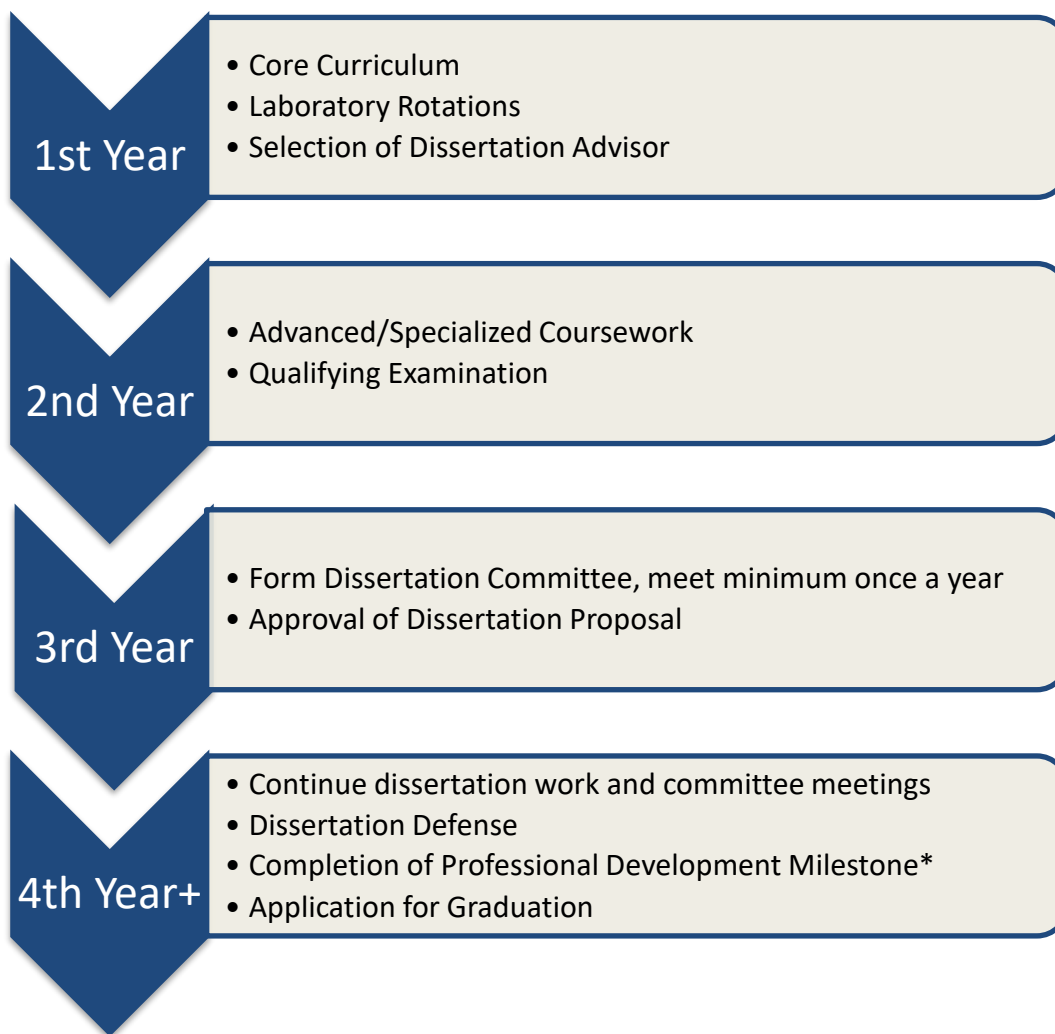 1st Year
• Core Curriculum
• Laboratory Rotations
• Selection of Dissertation Advisor
2nd Year
• Advanced/Specialized Coursework
• Qualifying Examination
3rd Year
• Form Dissertation Committee, meet minimum once a year
• Approval of Dissertation Proposal
4th Year+
• Continue dissertation work and committee meetings
• Dissertation Defense
• Completion of Professional Development Milestone*
• Application for Graduation